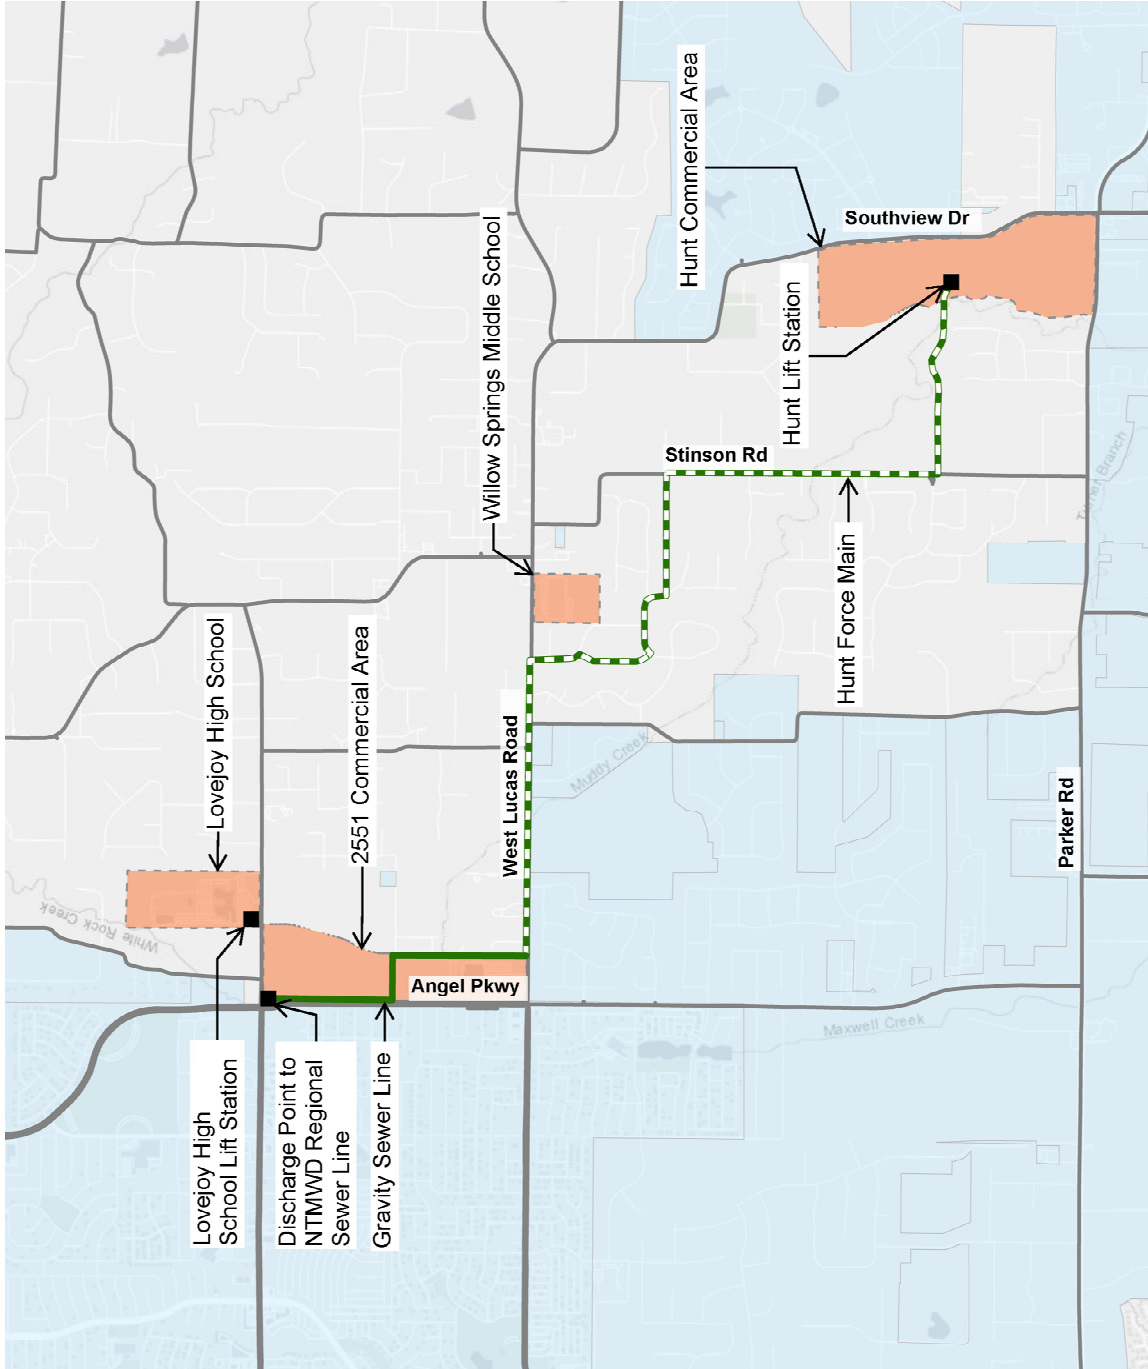 Hunt Commercial Area
Southview Dr
Willow Springs Middle School
Hunt Lift Station
Stinson Rd
Turner Branch
Hunt Force Main
Lovejoy High School
2551 Commercial Area
West Lucas Road
Muddy Creek
Parker Rd
White Rock Creek
Angel Pkwy
Maxwell Creek
Lovejoy High
School Lift Station
Discharge Point to
NTMWD Regional
Sewer Line
Gravity Sewer Line